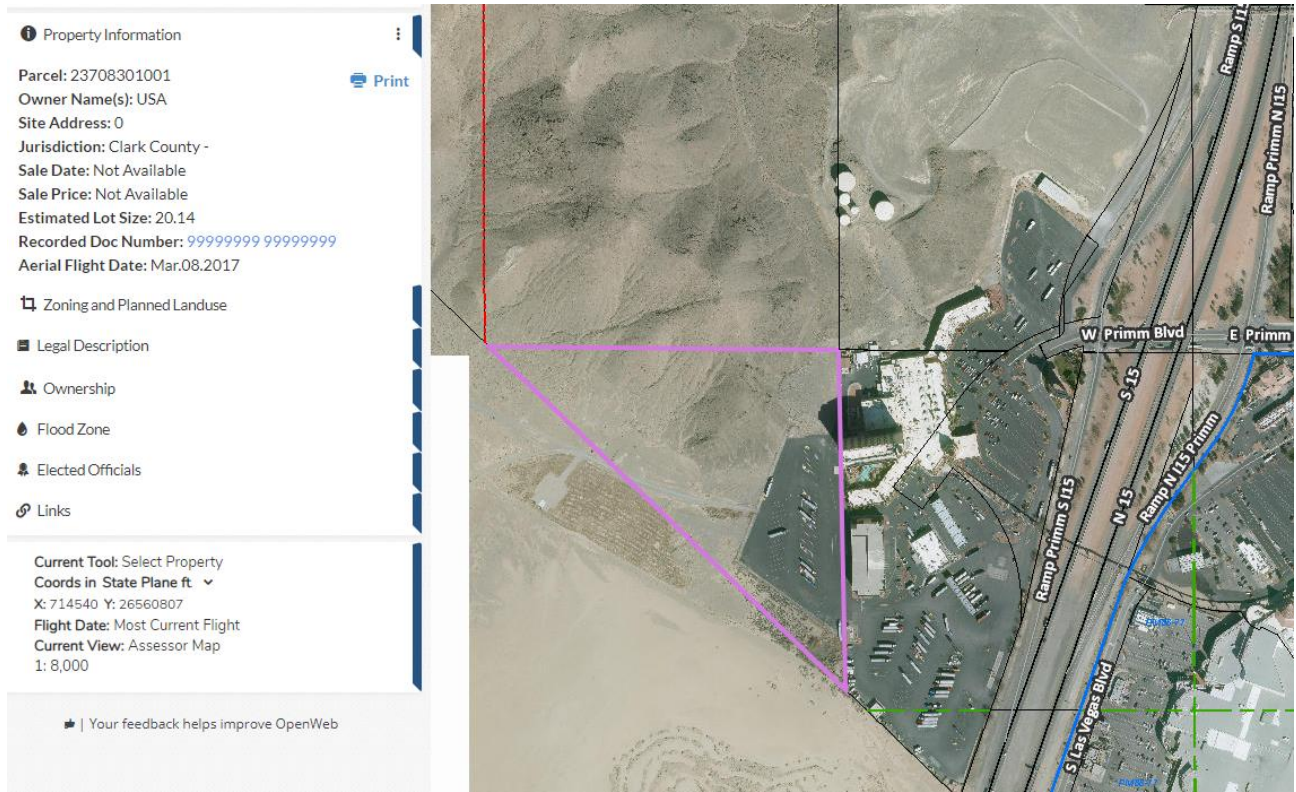 Property Information
Parcel: 23708301001
Print
Owner Name(s): USA
Site Address: 0
Jurisdiction: Clark County -
Sale Date: Not Available
Sale Price: Not Available
Estimated Lot Size: 20.14
Recorded Doc Number: 99999999 99999999
Aerial Flight Date: Mar.08.2017
Zoning and Planned Landuse
Legal Description
Ownership
Flood Zone
Elected Officials
Links
Current Tool: Select Property
Coords in State Plane ft
X: 714540 Y: 26560807
Flight Date: Most Current Flight
Current View: Assessor Map
1: 8,000
| Your feedback helps improve OpenWeb
Ramp S I15
Ramp Primm N I15
W Primm Blvd
E Primm
S 15
Ramp N I15 Primm
N 15
Ramp Primm S I15
S Las Vegas Blvd